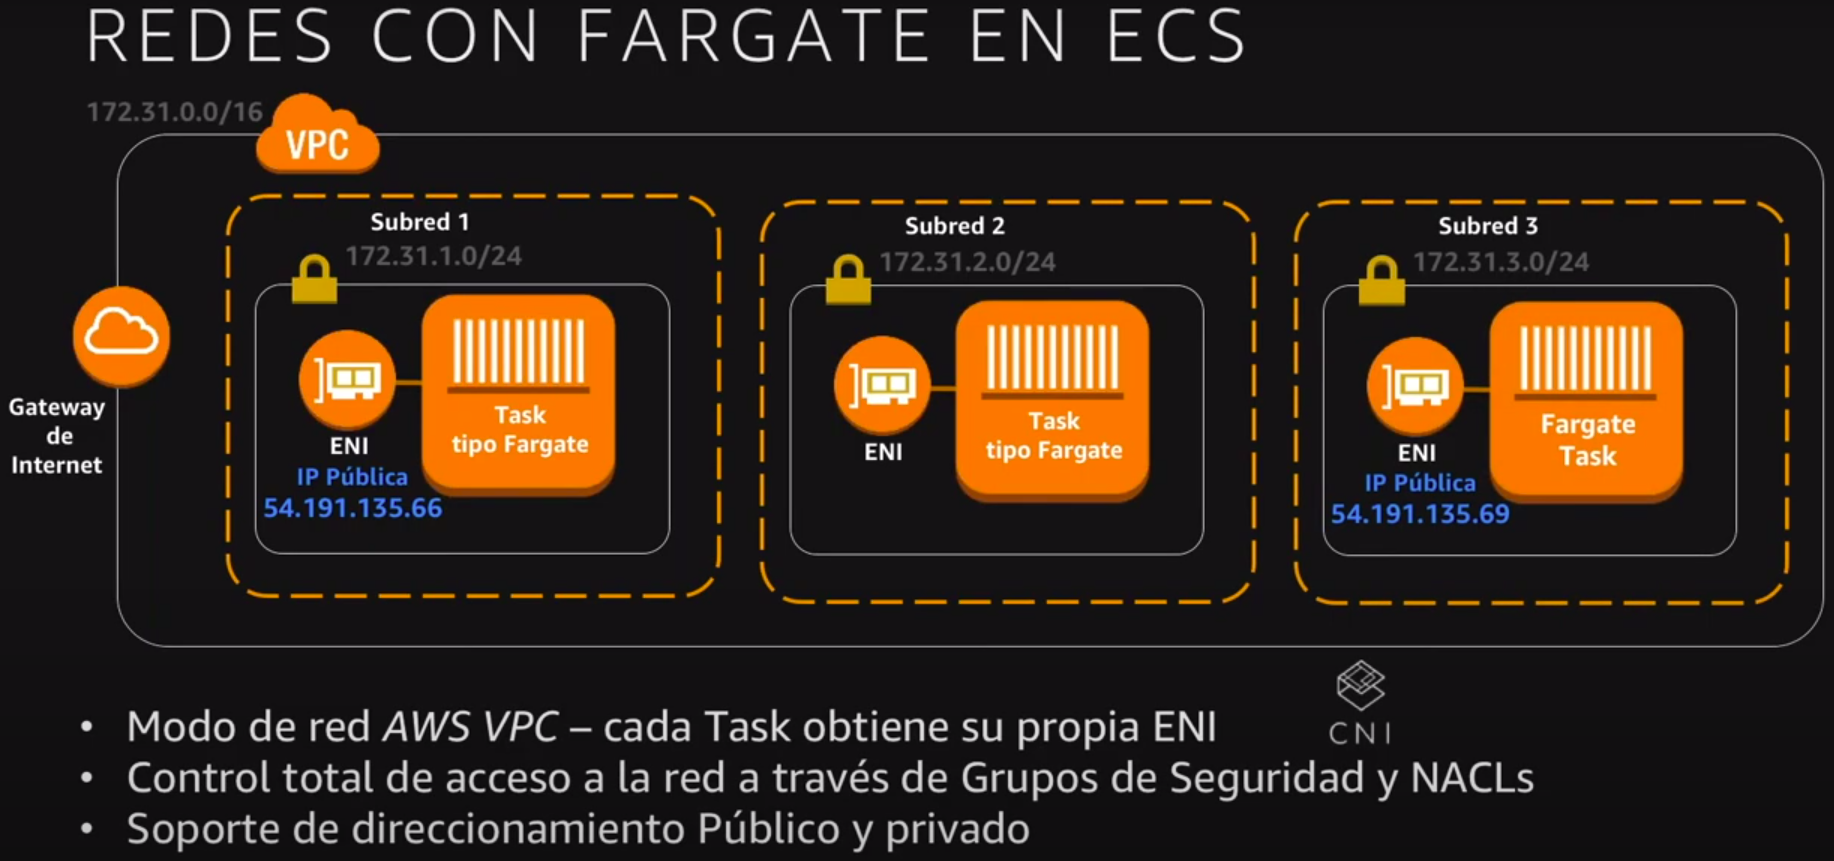 REDES CON FARGATE EN ECS
172.31.0.0/16
VPC
Subred 1
172.31.1.0/24
ENI
IP Pública
54.191.135.66
Task
tipo Fargate
Subred 2
172.31.2.0/24
ENI
Task
tipo Fargate
Subred 3
172.31.3.0/24
ENI
IP Pública
54.191.135.69
Fargate
Task
Gateway
de
Internet
CNI
• Modo de red AWS VPC – cada Task obtiene su propia ENI
• Control total de acceso a la red a través de Grupos de Seguridad y NACLs
• Soporte de direccionamiento Público y privado